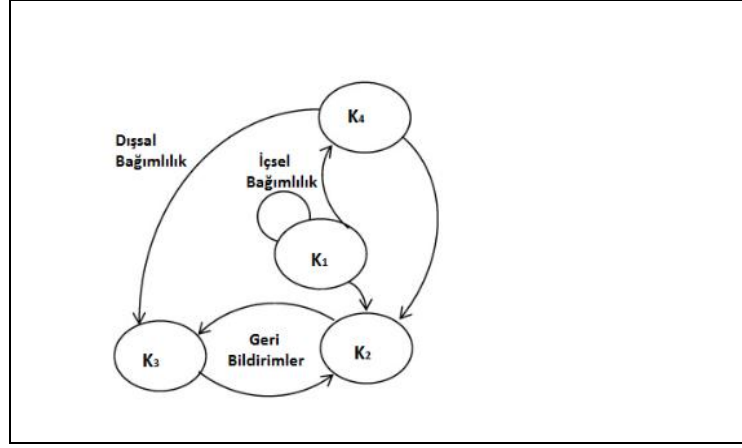 K₄
Dışsal
Bağımlılık
İçsel
Bağımlılık
K₁
Geri
Bildirimler
K₃
K₂